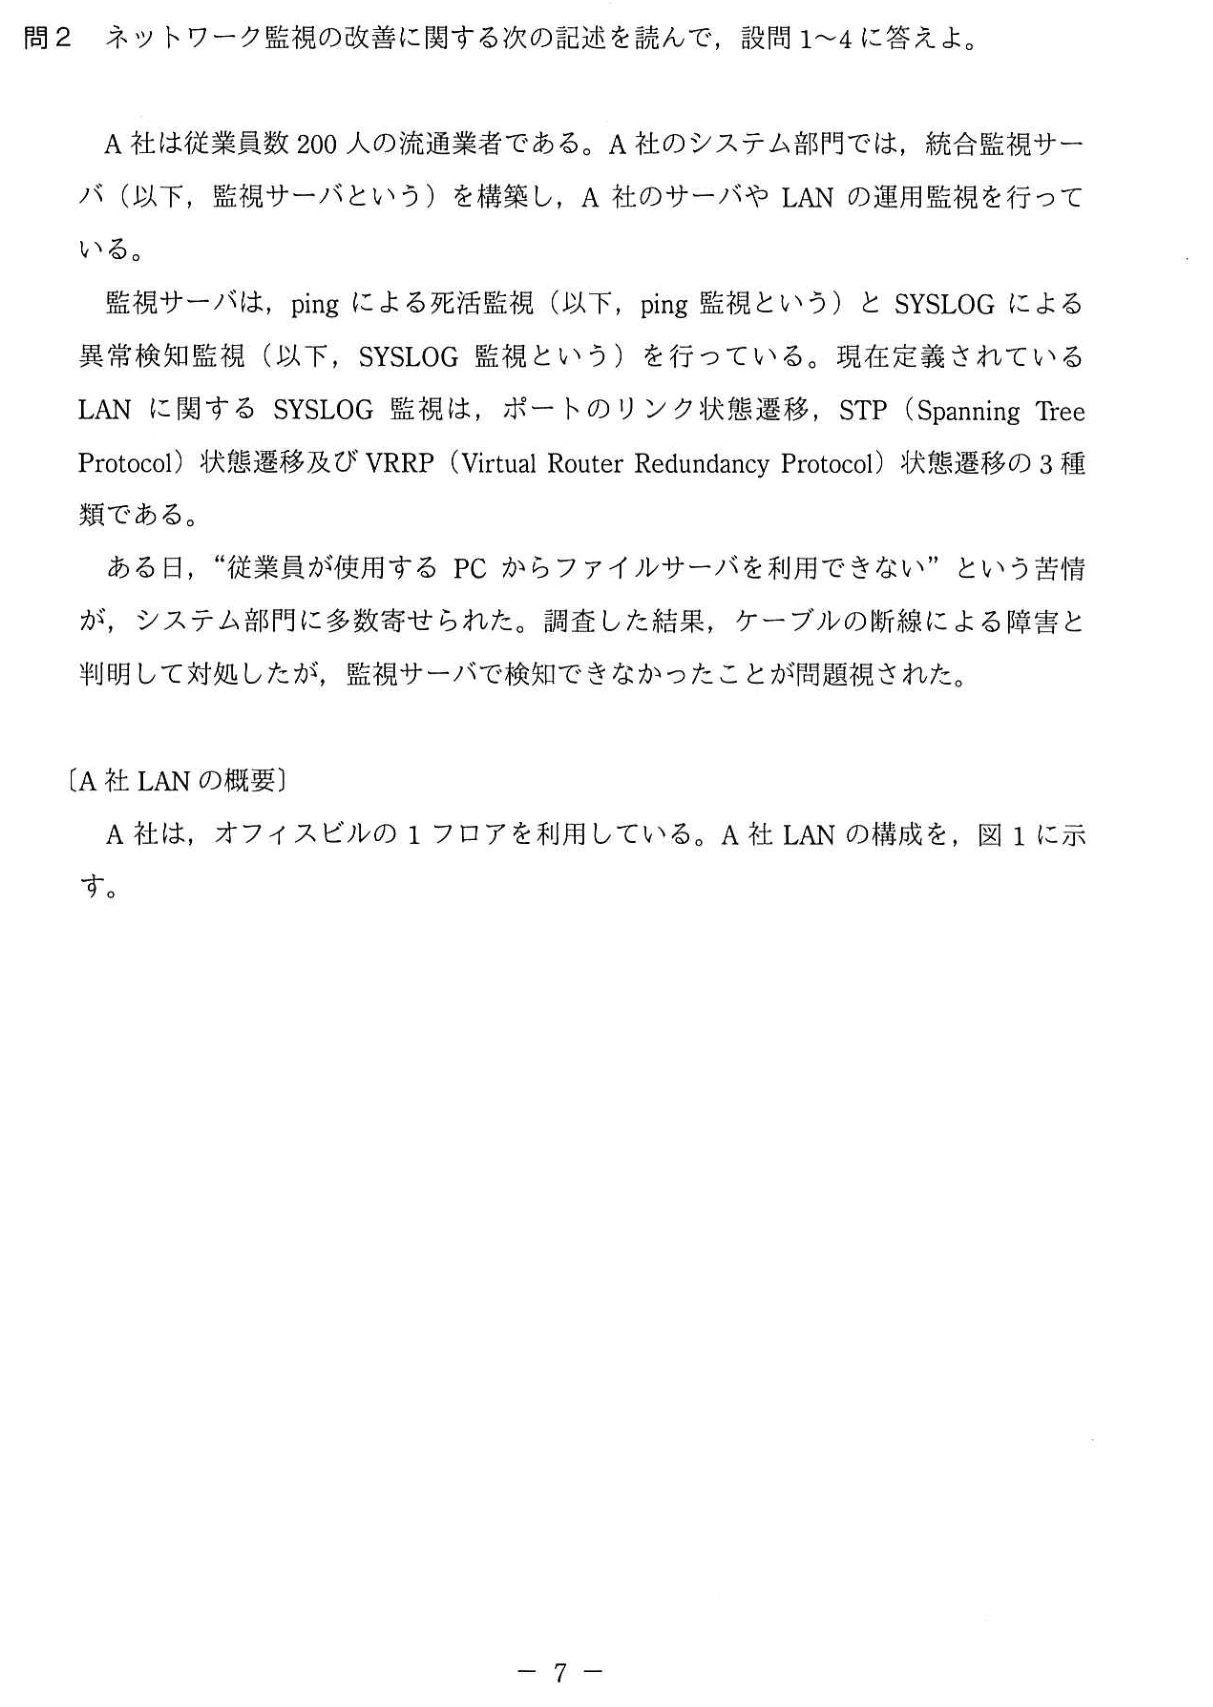 問2　ネットワーク監視の改善に関する次の記述を読んで，設問1～4に答えよ。
A社は従業員数200人の流通業者である。A社のシステム部門では，統合監視サー
バ（以下，監視サーバという）を構築し，A社のサーバやLANの運用監視を行って
いる。
監視サーバは，pingによる死活監視（以下，ping監視という）とSYSLOGによる
異常検知監視（以下，SYSLOG監視という）を行っている。現在定義されている
LANに関するSYSLOG監視は，ポートのリンク状態遷移，STP（Spanning Tree
Protocol）状態遷移及びVRRP（Virtual Router Redundancy Protocol）状態遷移の3種
類である。
ある日，“従業員が使用するPCからファイルサーバを利用できない”という苦情
が，システム部門に多数寄せられた。調査した結果，ケーブルの断線による障害と
判明して対処したが，監視サーバで検知できなかったことが問題視された。
〔A社LANの概要〕
A社は，オフィスビルの1フロアを利用している。A社LANの構成を，図1に示
す。
－ 7 －